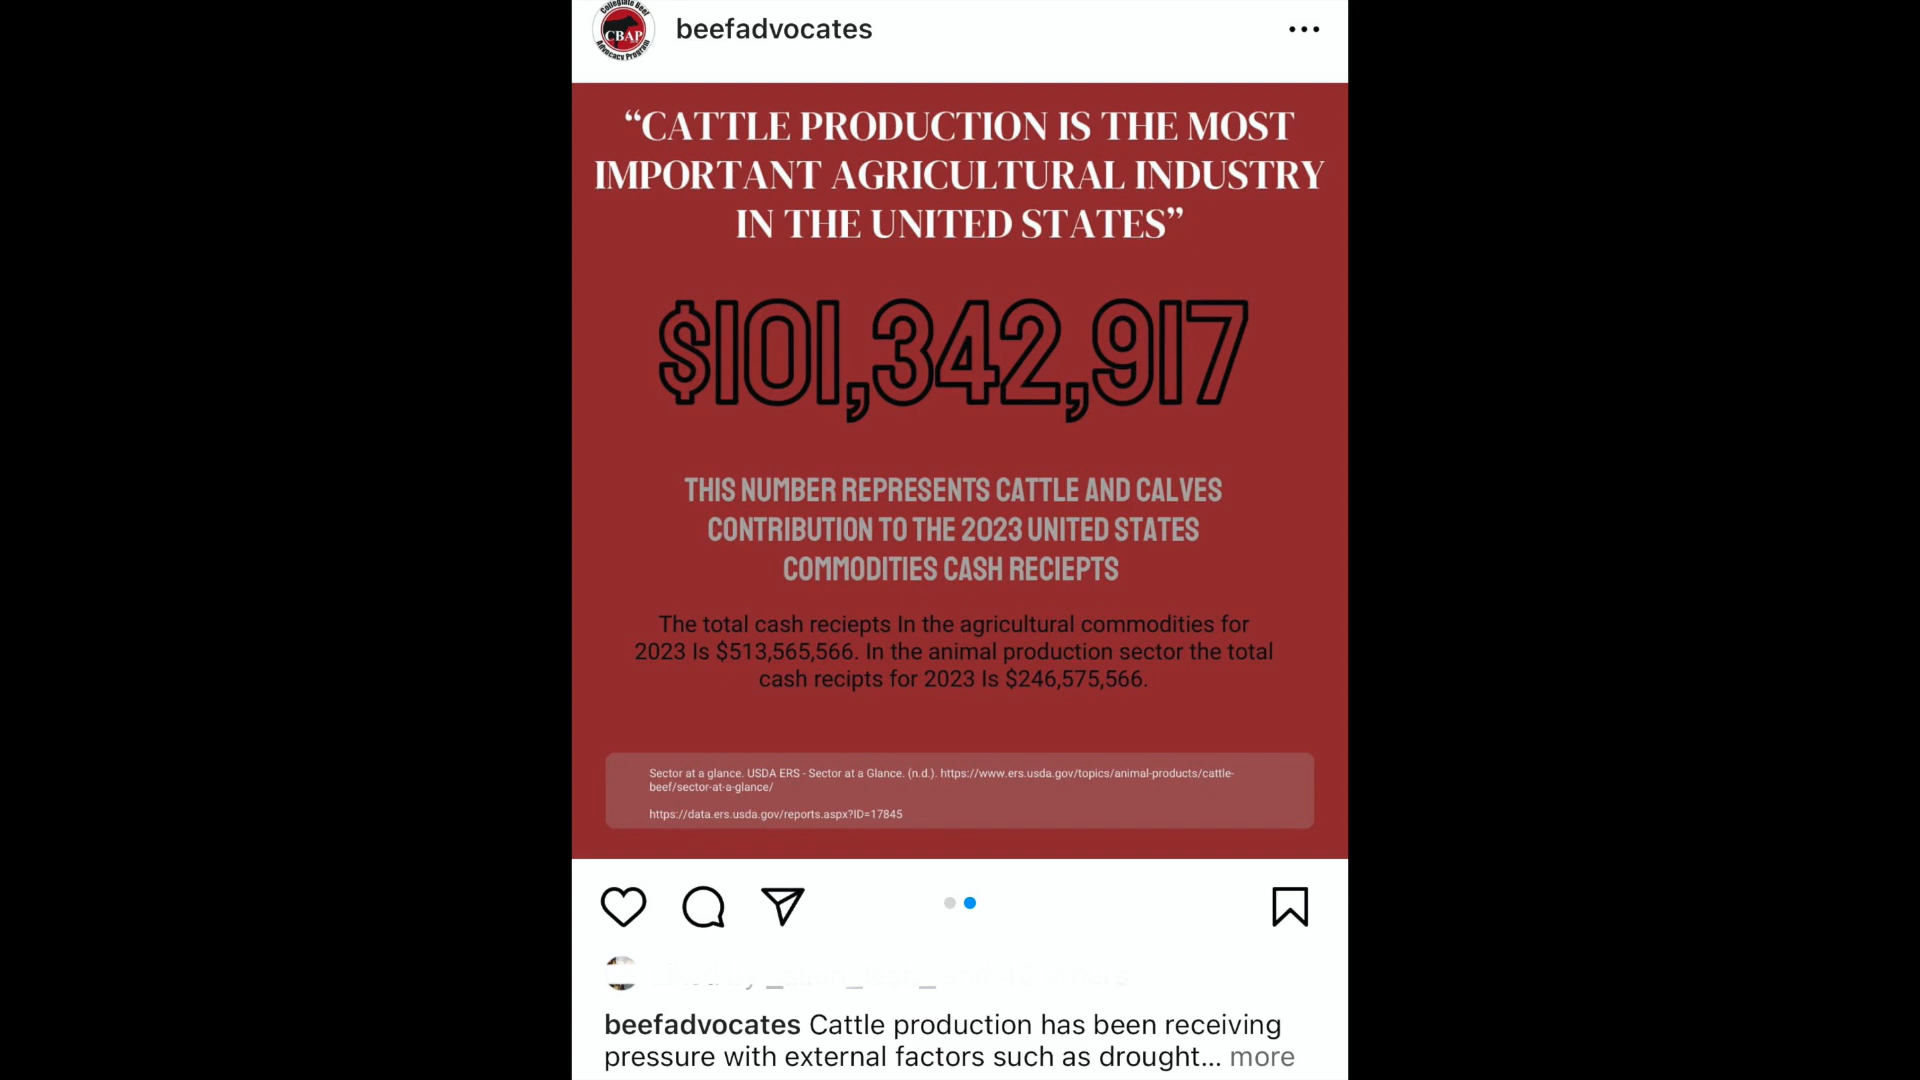 Collegiate Beef
CBAP
Advocacy Program
beefadvocates
“CATTLE PRODUCTION IS THE MOST
IMPORTANT AGRICULTURAL INDUSTRY
IN THE UNITED STATES”
$101,342,917
THIS NUMBER REPRESENTS CATTLE AND CALVES
CONTRIBUTION TO THE 2023 UNITED STATES
COMMODITIES CASH RECIEPTS
The total cash reciepts In the agricultural commodities for
2023 Is $513,565,566. In the animal production sector the total
cash recipts for 2023 Is $246,575,566.
Sector at a glance. USDA ERS - Sector at a Glance. (n.d.). https://www.ers.usda.gov/topics/animal-products/cattle-
beef/sector-at-a-glance/
https://data.ers.usda.gov/reports.aspx?ID=17845
beefadvocates Cattle production has been receiving
pressure with external factors such as drought... more